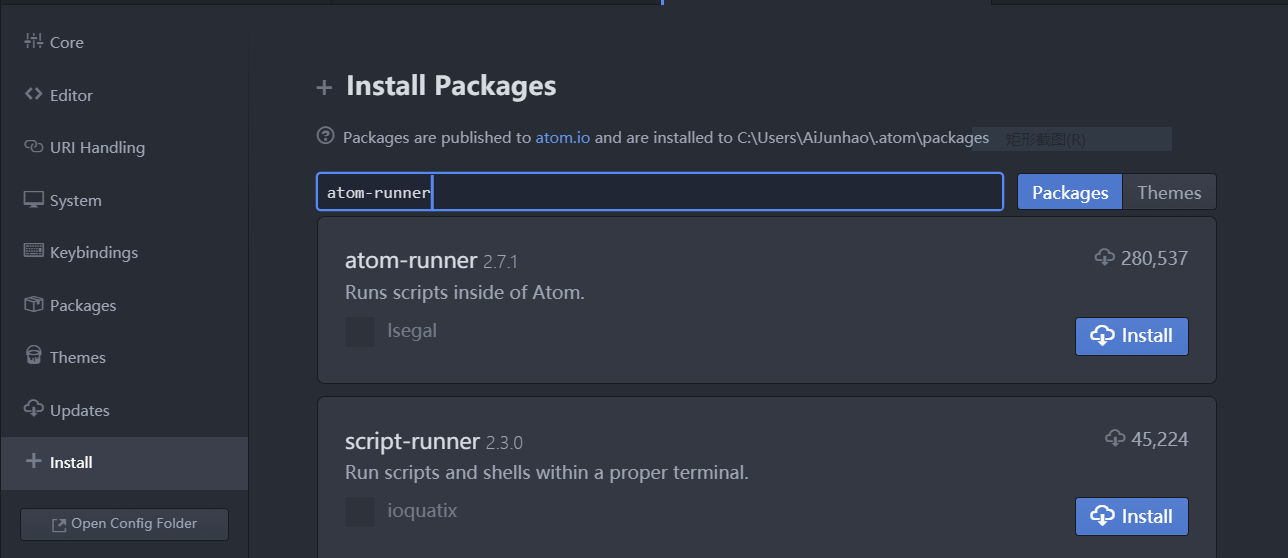 Core
Editor
URI Handling
System
Keybindings
Packages
Themes
Updates
Install
Open Config Folder
Install Packages
Packages are published to atom.io and are installed to C:\Users\AiJunhao\.atom\packages
矩形截图(R)
atom-runner
Packages
Themes
atom-runner 2.7.1
280,537
Runs scripts inside of Atom.
lsegal
Install
script-runner 2.3.0
45,224
Run scripts and shells within a proper terminal.
ioquatix
Install